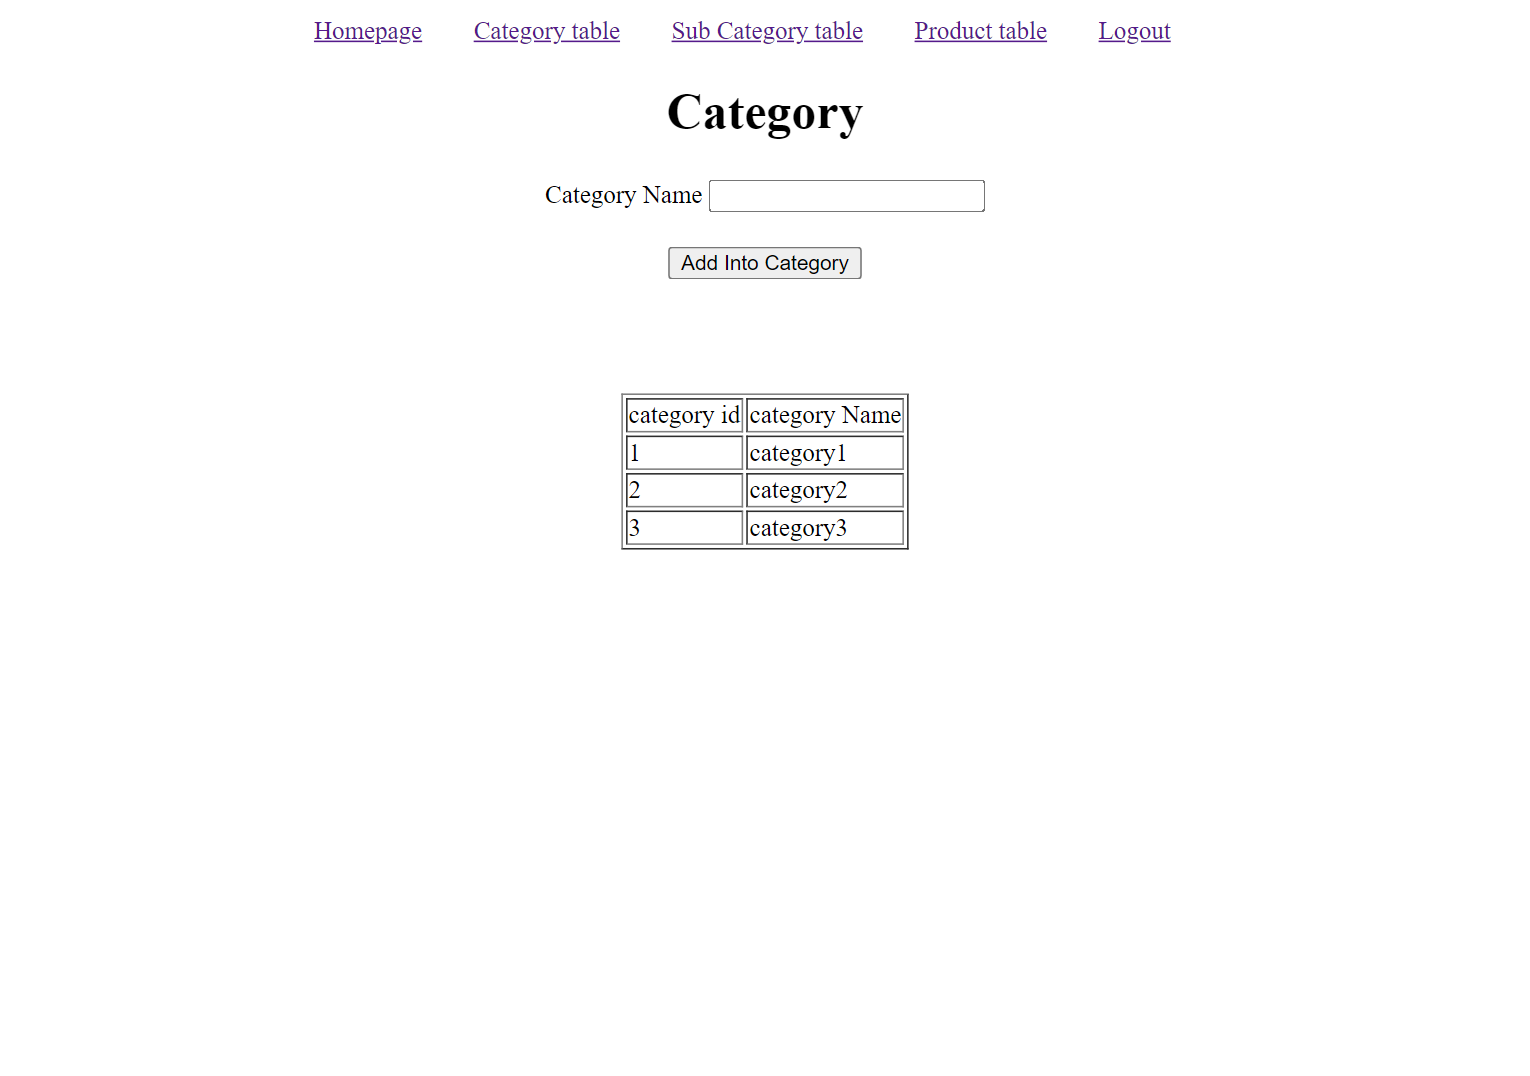 Homepage Category table Sub Category table Product table Logout
Category
Category Name
Add Into Category
category id category Name
1 category1
2 category2
3 category3